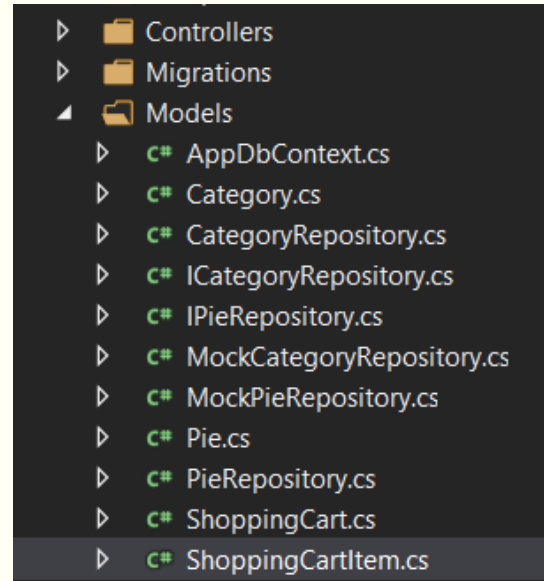 Controllers
Migrations
Models
C# AppDbContext.cs
C# Category.cs
C# CategoryRepository.cs
C# ICategoryRepository.cs
C# IPieRepository.cs
C# MockCategoryRepository.cs
C# MockPieRepository.cs
C# Pie.cs
C# PieRepository.cs
C# ShoppingCart.cs
C# ShoppingCartItem.cs